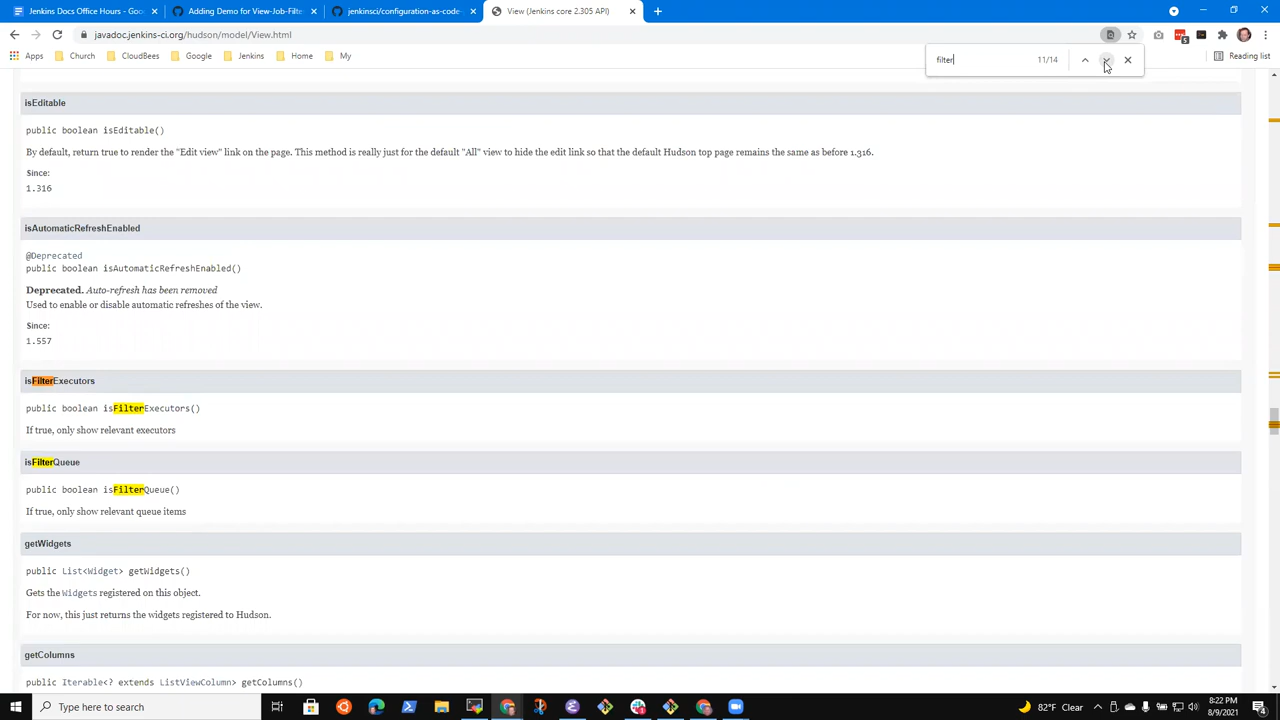 Jenkins Docs Office Hours - Goo
Adding Demo for View-Job-Filter
jenkinsci/configuration-as-code-
View (Jenkins core 2.305 API)
javadoc.jenkins-ci.org/hudson/model/View.html
Apps
Church
CloudBees
Google
Jenkins
Home
My
Reading list
filter
11/14
isEditable
public boolean isEditable()
By default, return true to render the "Edit view" link on the page. This method is really just for the default "All" view to hide the edit link so that the default Hudson top page remains the same as before 1.316.
Since:
1.316
isAutomaticRefreshEnabled
@Deprecated
public boolean isAutomaticRefreshEnabled()
Deprecated. Auto-refresh has been removed
Used to enable or disable automatic refreshes of the view.
Since:
1.557
isFilterExecutors
public boolean isFilterExecutors()
If true, only show relevant executors
isFilterQueue
public boolean isFilterQueue()
If true, only show relevant queue items
getWidgets
public List<Widget> getWidgets()
Gets the Widgets registered on this object.
For now, this just returns the widgets registered to Hudson.
getColumns
public Iterable<? extends ListViewColumn> getColumns()
Type here to search
82°F Clear
8:22 PM
8/9/2021